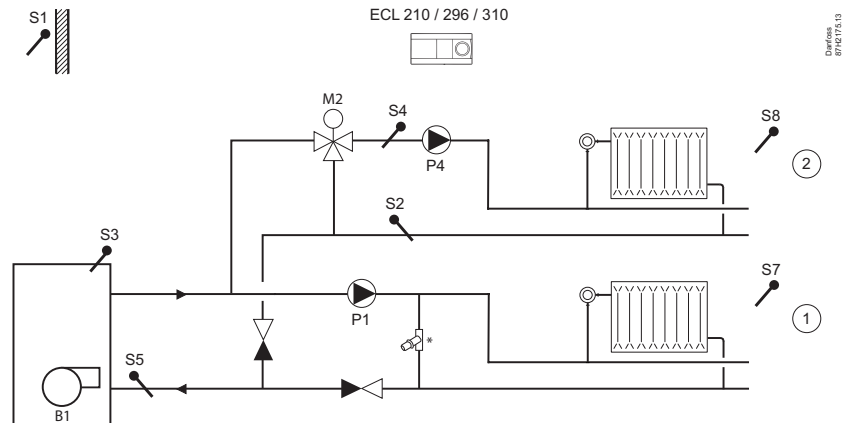 S1
ECL 210 / 296 / 310
Danfoss
87H2175.13
M2
S4
S8
P4
2
S2
S3
S7
P1
1
*
S5
B1